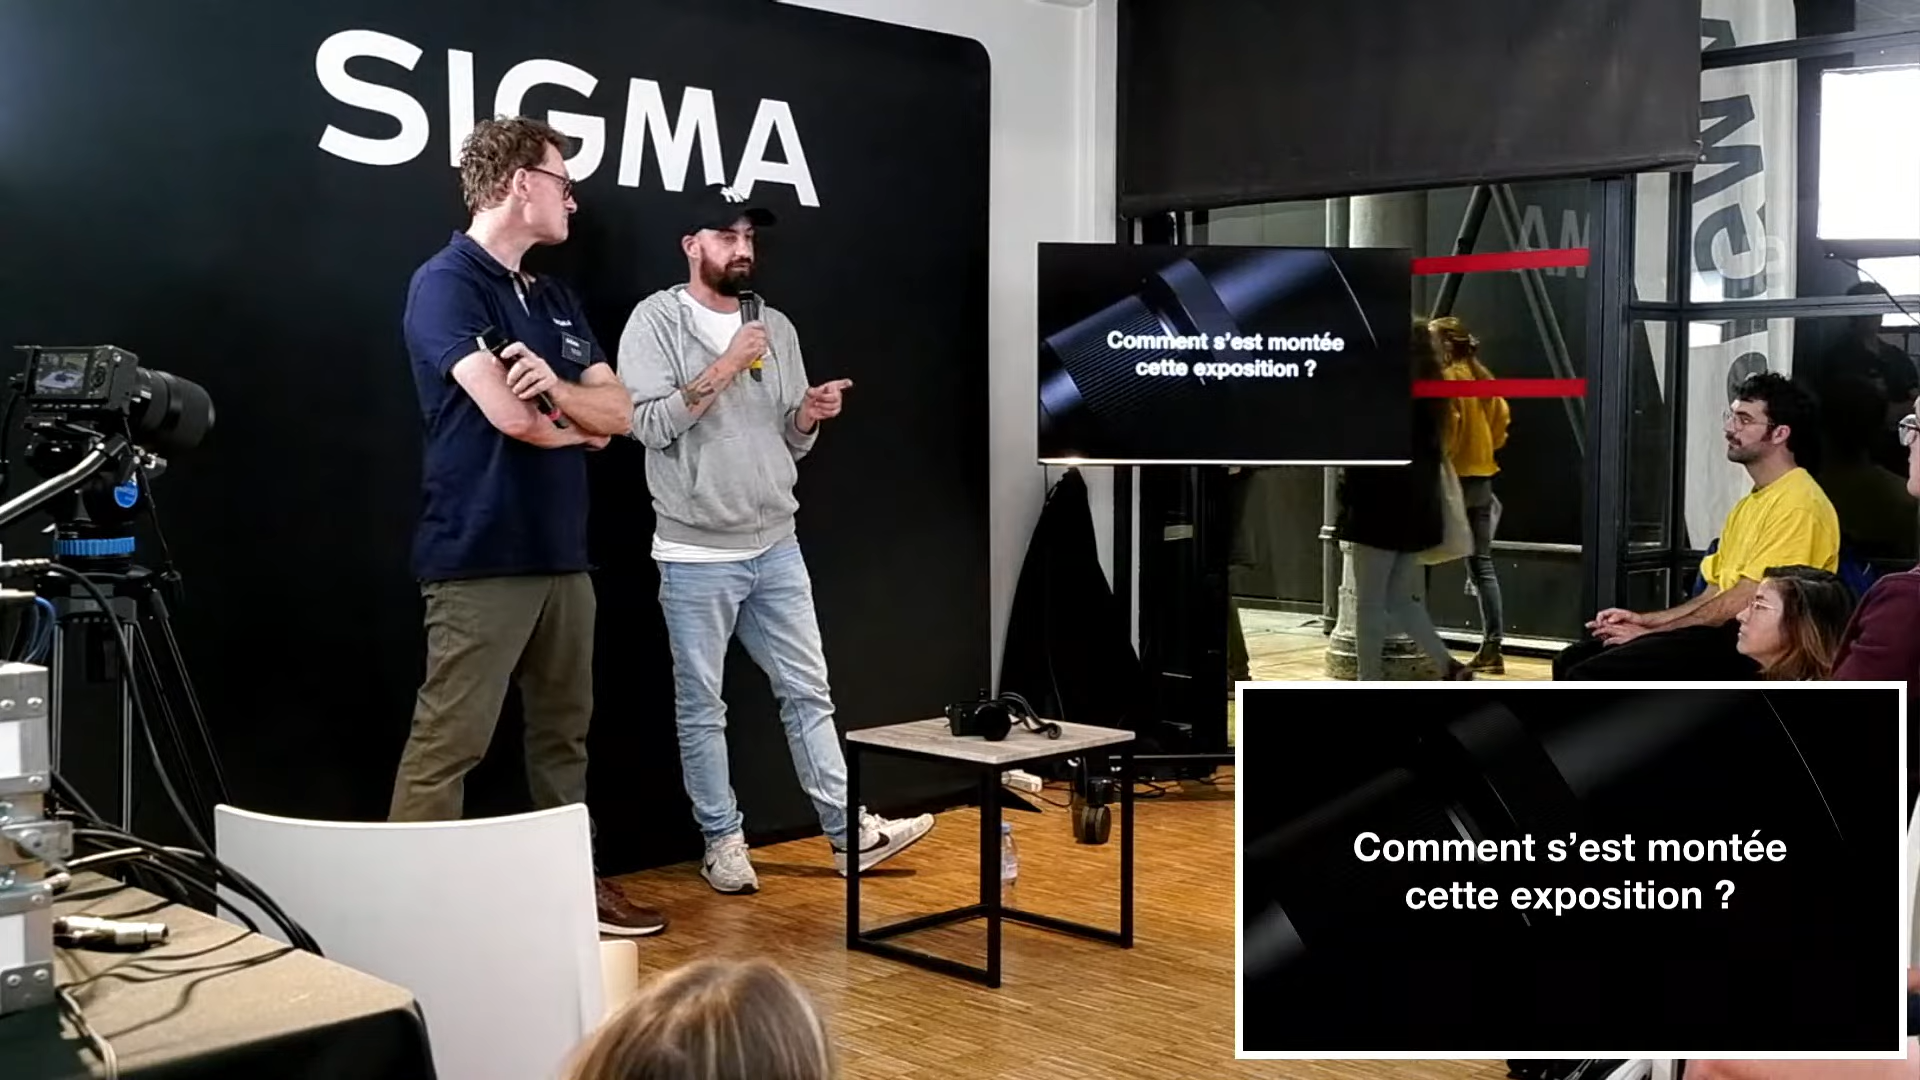 SIGMA
Comment s’est montée
cette exposition ?
Comment s’est montée
cette exposition ?